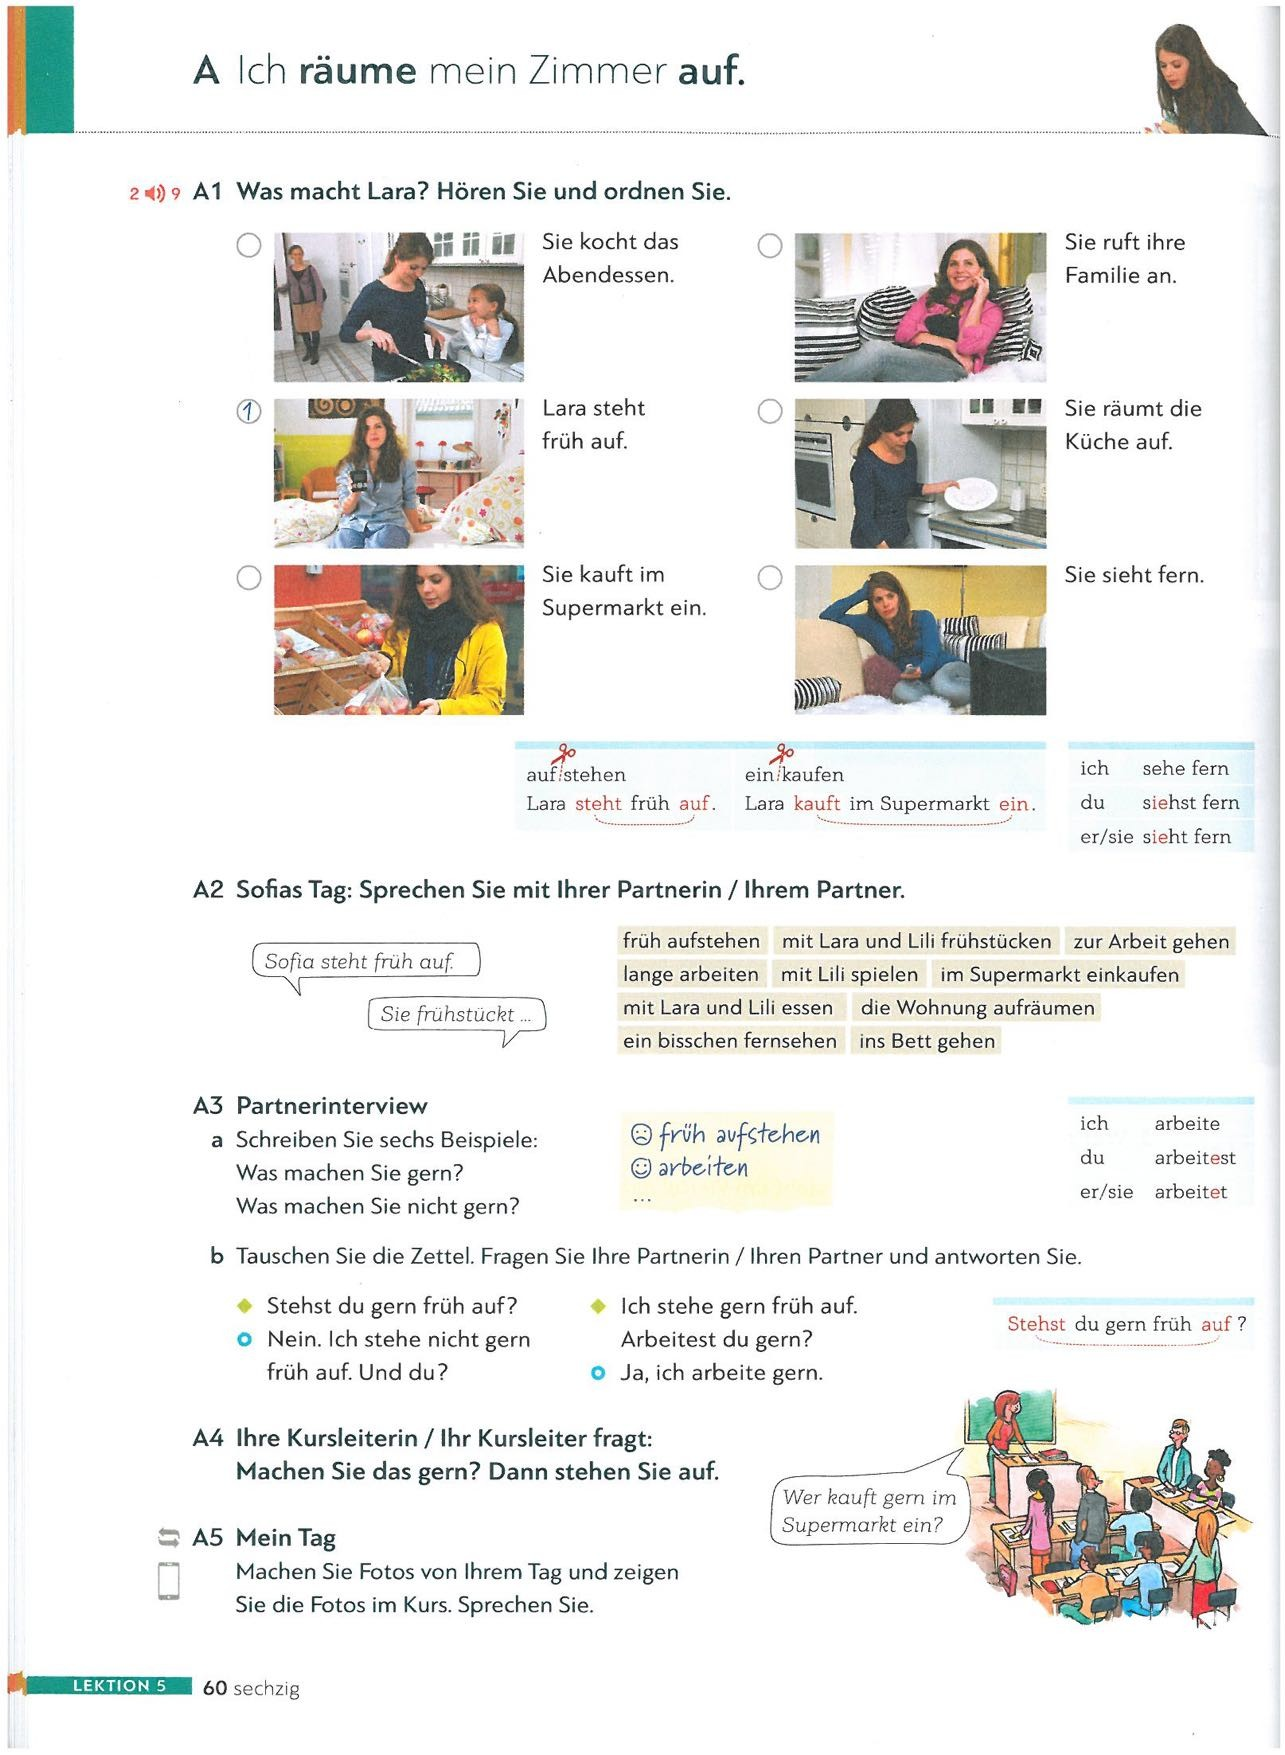 A Ich räume mein Zimmer auf.
2 9 A1 Was macht Lara? Hören Sie und ordnen Sie.
Sie kocht das
Abendessen.
Sie ruft ihre
Familie an.
1
Lara steht
früh auf.
Sie räumt die
Küche auf.
Sie kauft im
Supermarkt ein.
Sie sieht fern.
auf stehen
Lara steht früh auf.
ein kaufen
Lara kauft im Supermarkt ein.
ich sehe fern
du siehst fern
er/sie sieht fern
A2 Sofias Tag: Sprechen Sie mit Ihrer Partnerin / Ihrem Partner.
Sofia steht früh auf.
Sie frühstückt ...
früh aufstehen mit Lara und Lili frühstücken zur Arbeit gehen
lange arbeiten mit Lili spielen im Supermarkt einkaufen
mit Lara und Lili essen die Wohnung aufräumen
ein bisschen fernsehen ins Bett gehen
A3 Partnerinterview
a Schreiben Sie sechs Beispiele:
Was machen Sie gern?
Was machen Sie nicht gern?
☹ früh aufstehen
☺ arbeiten
...
ich arbeite
du arbeitest
er/sie arbeitet
b Tauschen Sie die Zettel. Fragen Sie Ihre Partnerin / Ihren Partner und antworten Sie.
Stehst du gern früh auf?
Nein. Ich stehe nicht gern
früh auf. Und du?
Ich stehe gern früh auf.
Arbeitest du gern?
Ja, ich arbeite gern.
Stehst du gern früh auf ?
A4 Ihre Kursleiterin / Ihr Kursleiter fragt:
Machen Sie das gern? Dann stehen Sie auf.
Wer kauft gern im
Supermarkt ein?
A5 Mein Tag
Machen Sie Fotos von Ihrem Tag und zeigen
Sie die Fotos im Kurs. Sprechen Sie.
LEKTION 5 60 sechzig